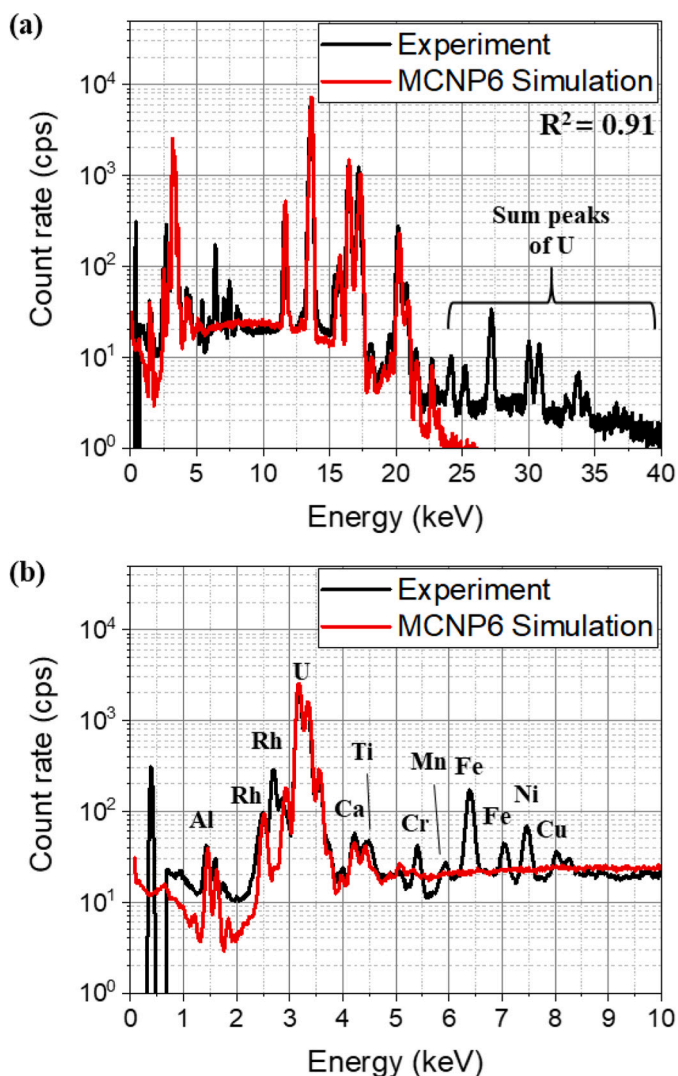 (a)
Experiment
MCNP6 Simulation
R² = 0.91
Sum peaks
of U
10⁴
10³
10²
10¹
10⁰
Count rate (cps)
0 5 10 15 20 25 30 35 40
Energy (keV)
(b)
Experiment
MCNP6 Simulation
10⁴
10³
10²
10¹
10⁰
Count rate (cps)
U
Rh
Ti
Mn
Fe
Al
Rh
Ca
Cr
Fe
Ni
Cu
0 1 2 3 4 5 6 7 8 9 10
Energy (keV)